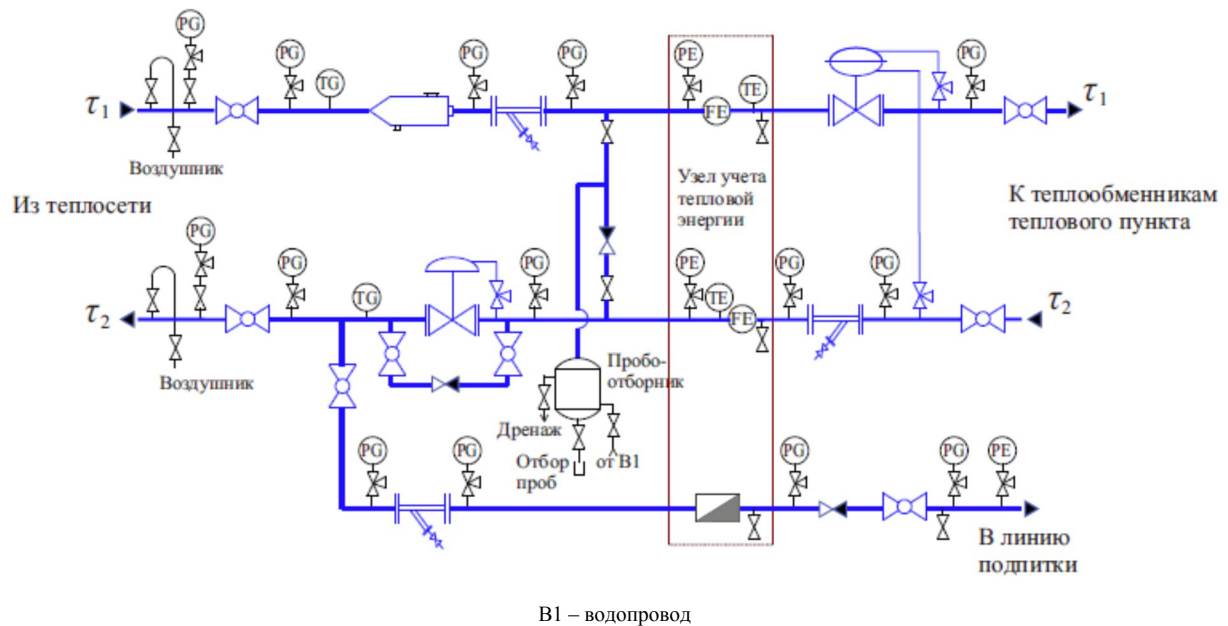 PG
PG
PG
PG
PE
TE
PG
TG
FE
τ1
τ1
Воздушник
Узел учета
тепловой
энергии
Из теплосети
К теплообменникам
теплового пункта
PG
PG
PG
PE
PG
PG
TG
TE
FE
τ2
τ2
Воздушник
Пробо-
отборник
Дренаж
Отбор
проб
от В1
PG
PG
PG
PG
PE
В линию
подпитки
В1 – водопровод